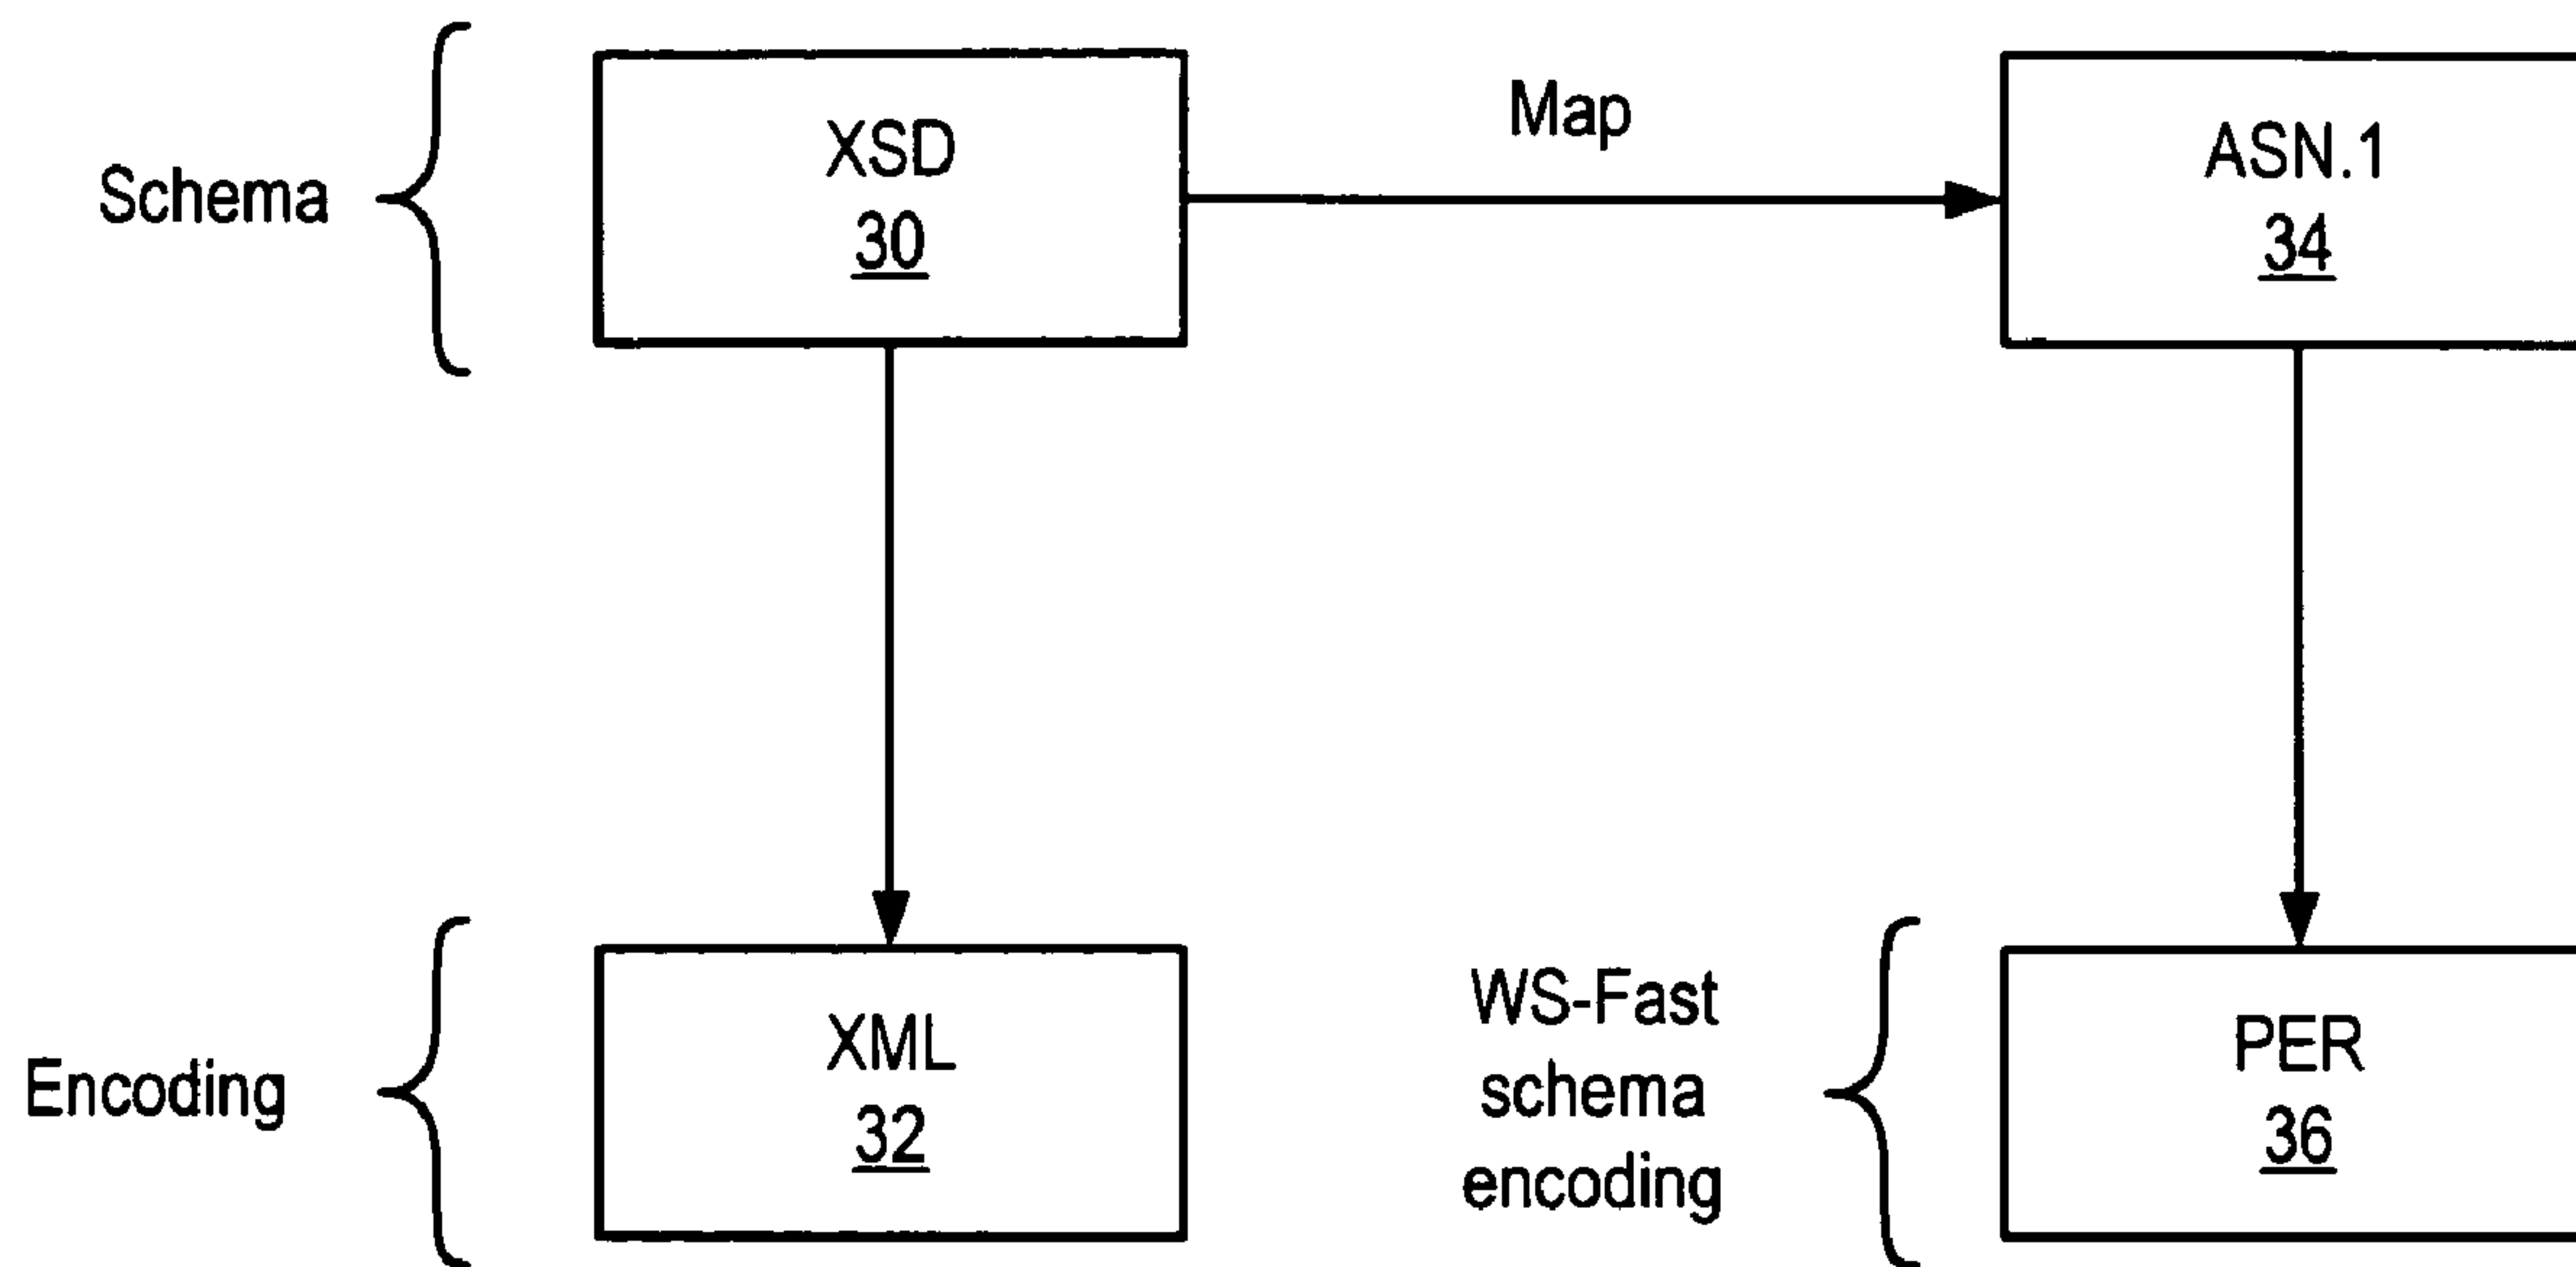 Schema
XSD
30
Map
ASN.1
34
Encoding
XML
32
WS-Fast
schema
encoding
PER
36